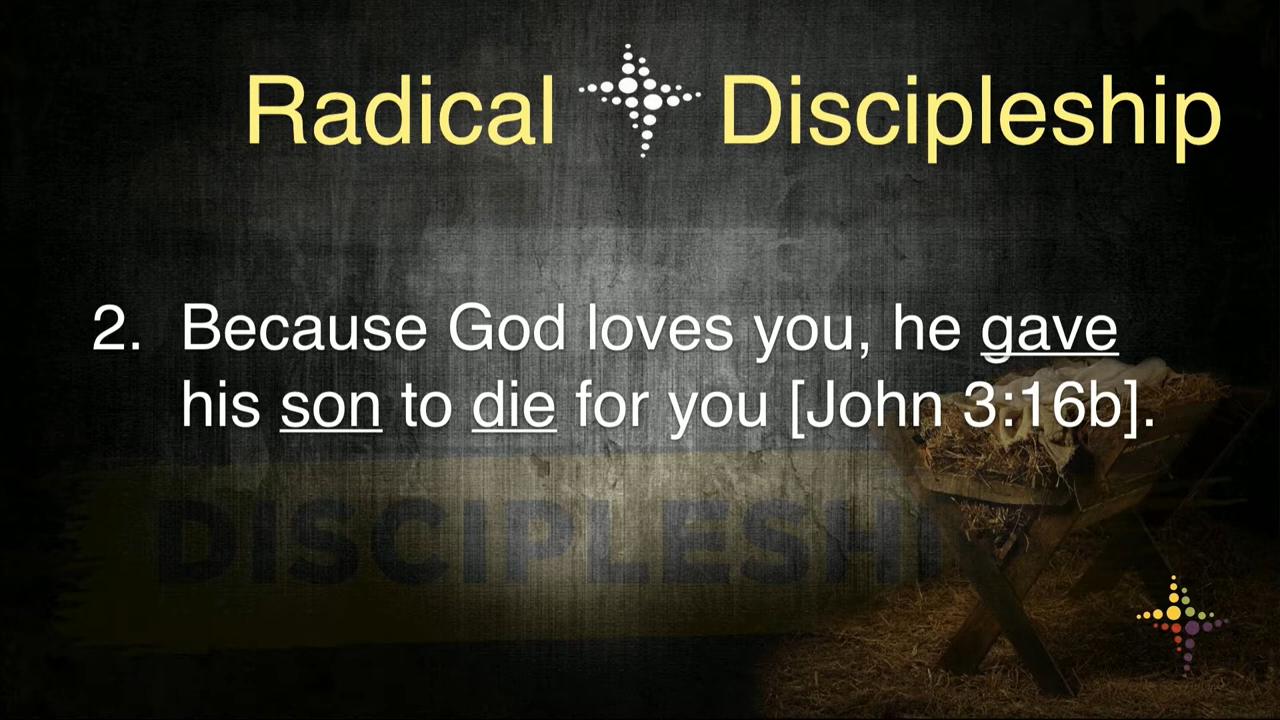 Radical Discipleship
2. Because God loves you, he gave
his son to die for you [John 3:16b].
DISCIPLESHI